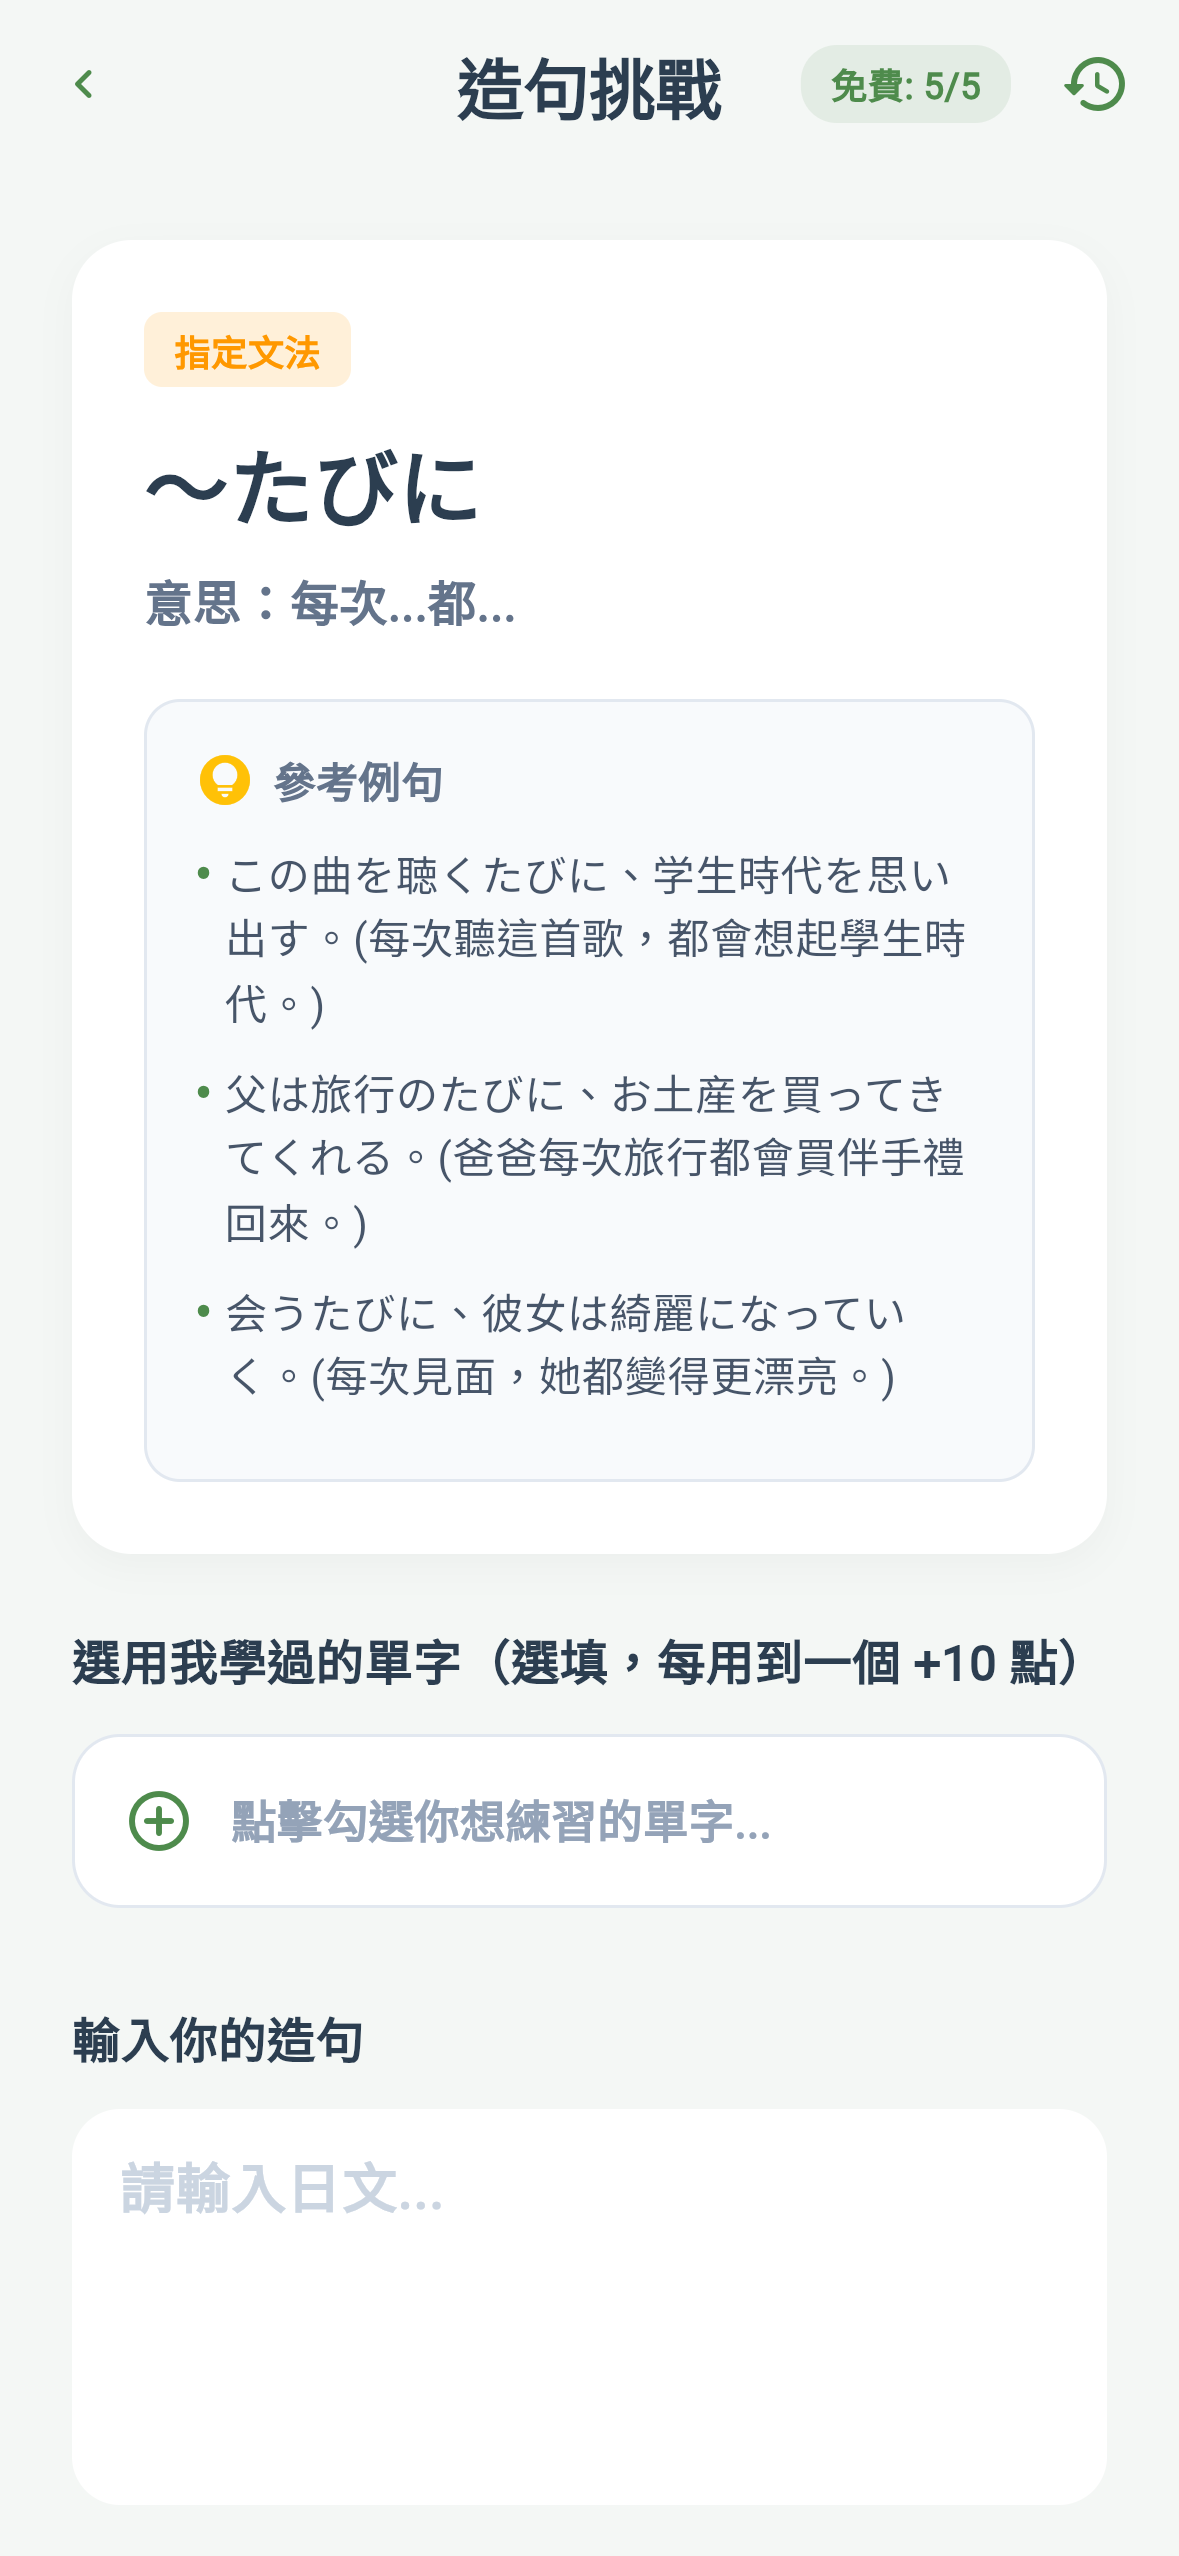 造句挑戰
免費: 5/5
指定文法
～たびに
意思：每次...都...
參考例句
• この曲を聴くたびに、学生時代を思い
出す。(每次聽這首歌，都會想起學生時
代。)
• 父は旅行のたびに、お土産を買ってき
てくれる。(爸爸每次旅行都會買伴手禮
回來。)
• 会うたびに、彼女は綺麗になってい
く。(每次見面，她都變得更漂亮。)
選用我學過的單字（選填，每用到一個 +10 點）
點擊勾選你想練習的單字...
輸入你的造句
請輸入日文...